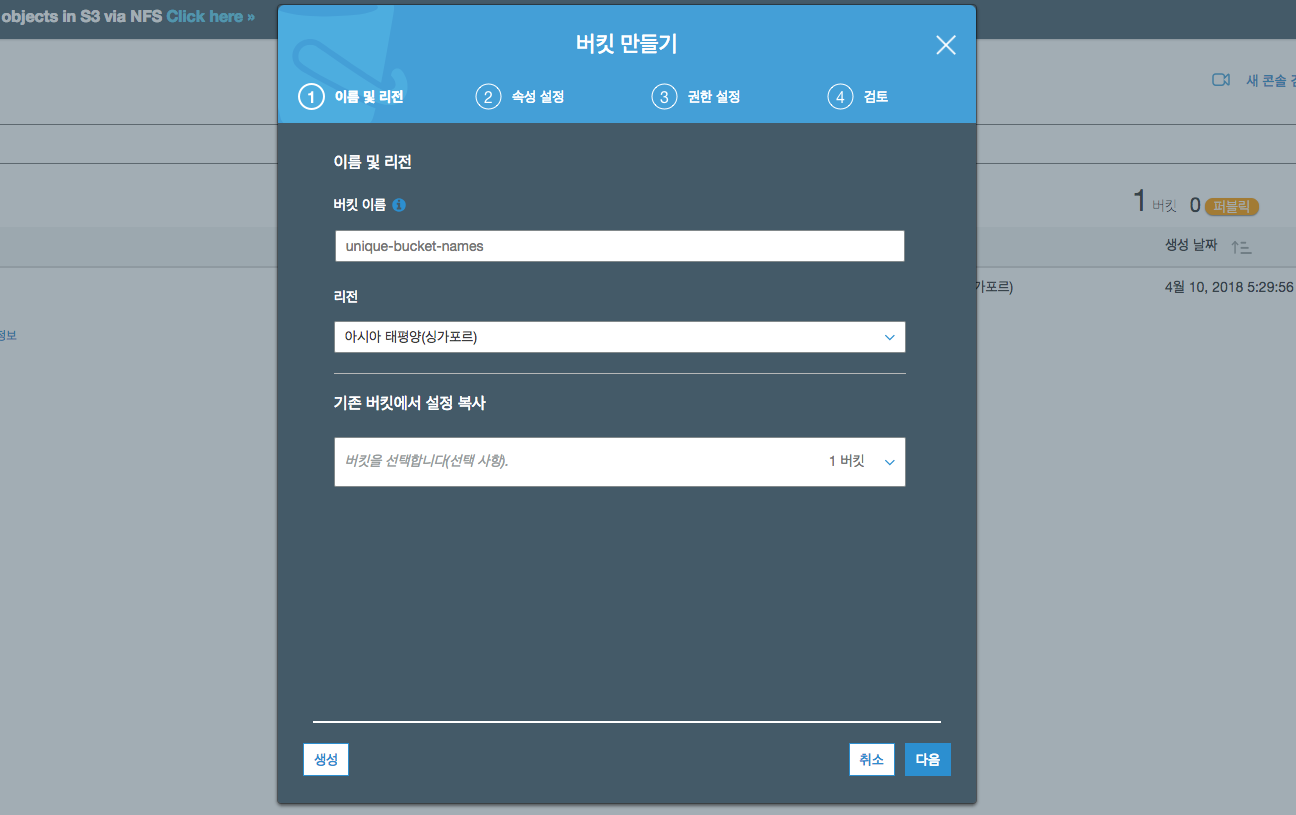 objects in S3 via NFS Click here »
버킷 만들기
1 이름 및 리전
2 속성 설정
3 권한 설정
4 검토
새 콘솔
이름 및 리전
버킷 이름
unique-bucket-names
리전
아시아 태평양(싱가포르)
기존 버킷에서 설정 복사
버킷을 선택합니다(선택 사항).
1 버킷
생성
취소
다음
1 버킷 0 퍼블릭
생성 날짜
가포르)
4월 10, 2018 5:29:56
정보